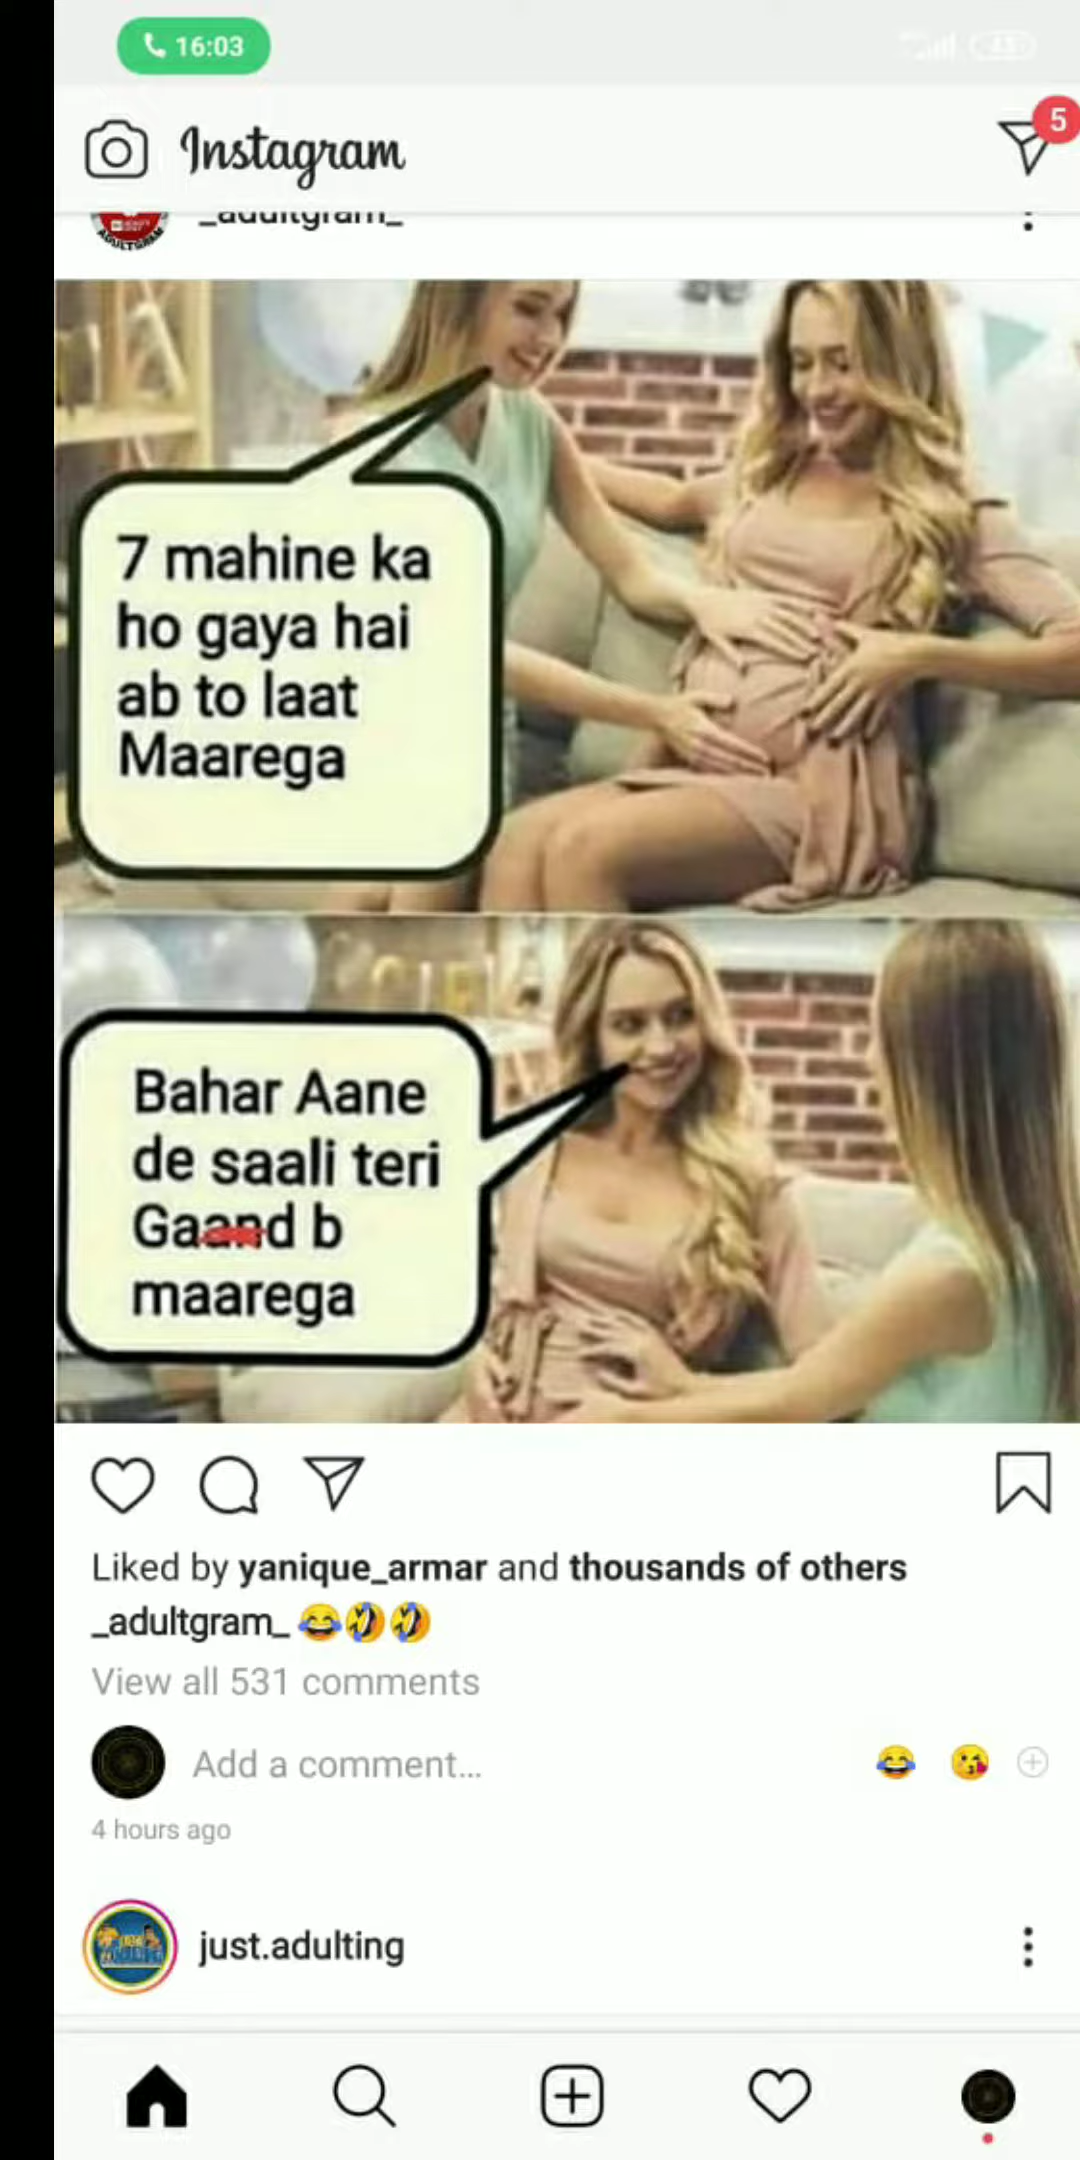 16:03
Instagram
5
_adultgram_
7 mahine ka
ho gaya hai
ab to laat
Maarega
Bahar Aane
de saali teri
Gaand b
maarega
Liked by yanique_armar and thousands of others
_adultgram_ 😂🤣🤣
View all 531 comments
Add a comment...
4 hours ago
just.adulting